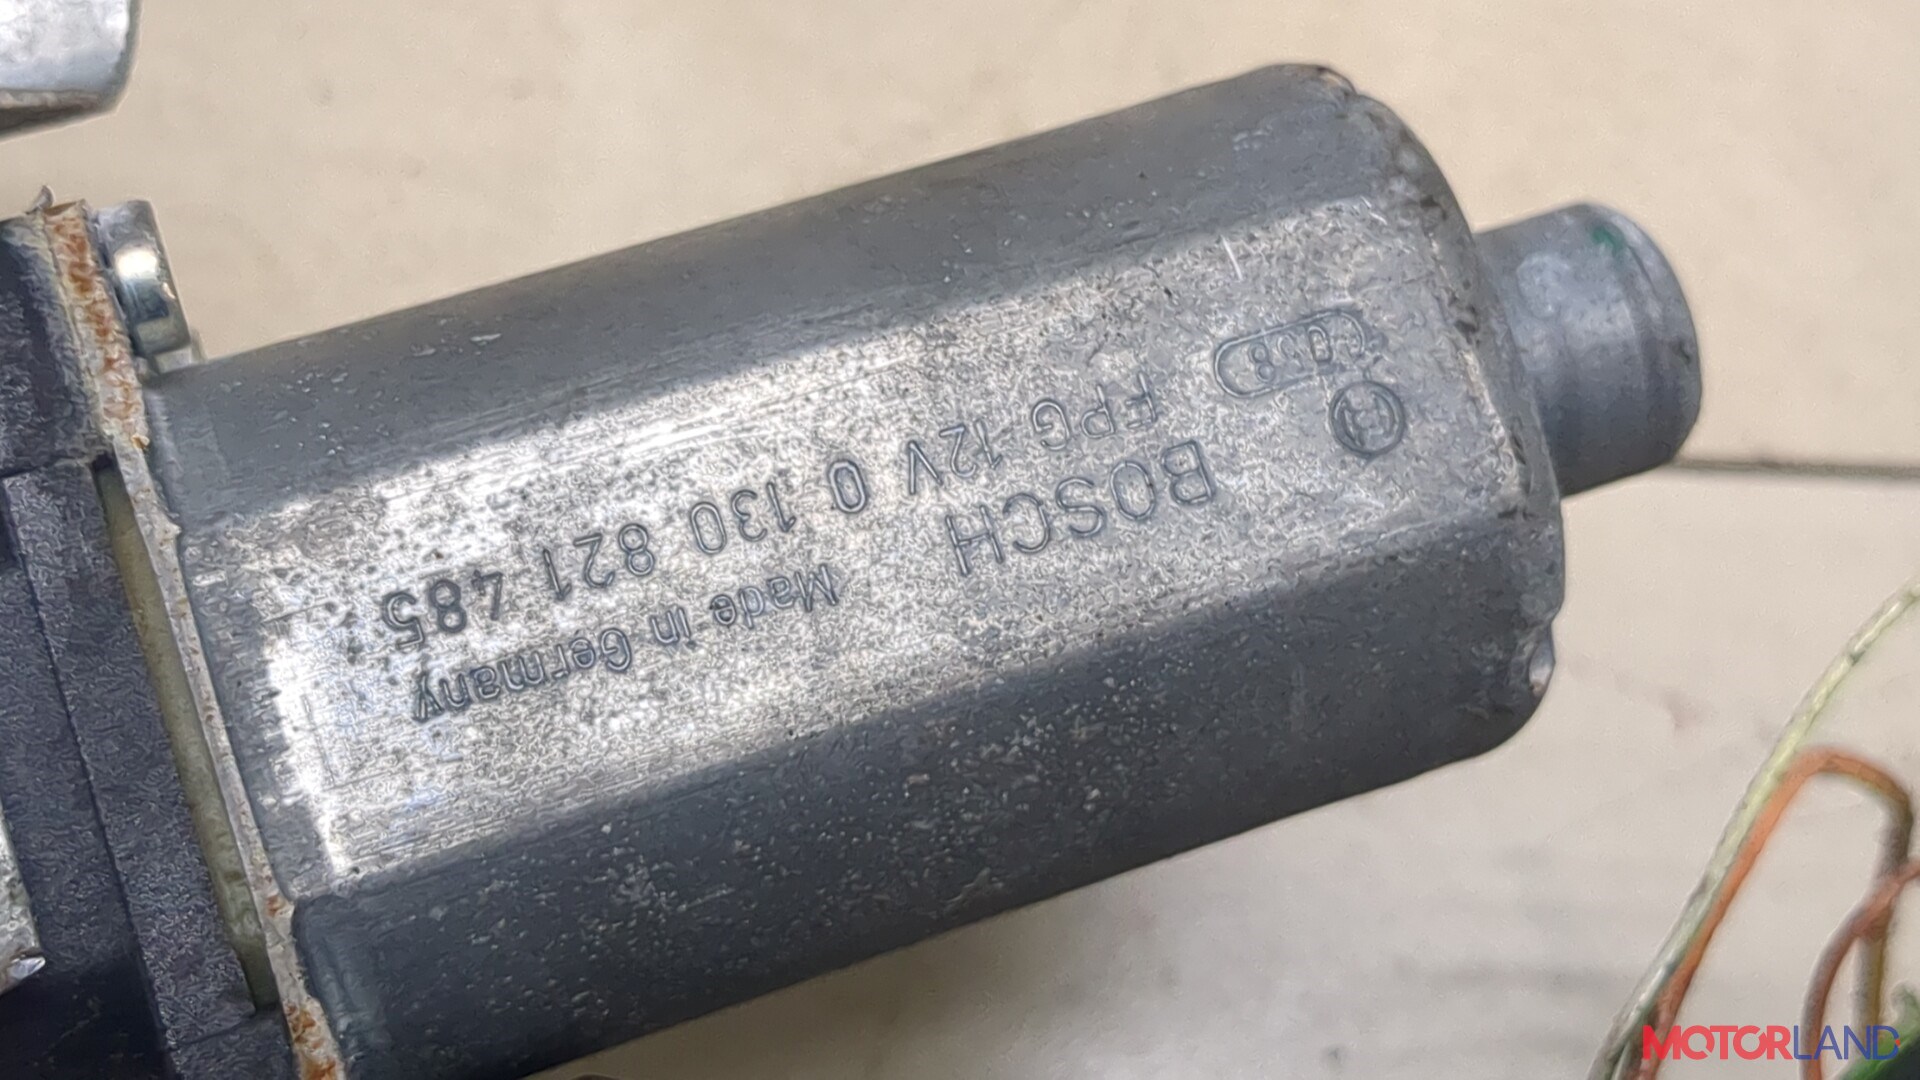 BOSCH Made in Germany
FPG 12V 0 130 821 485
MOTORLAND